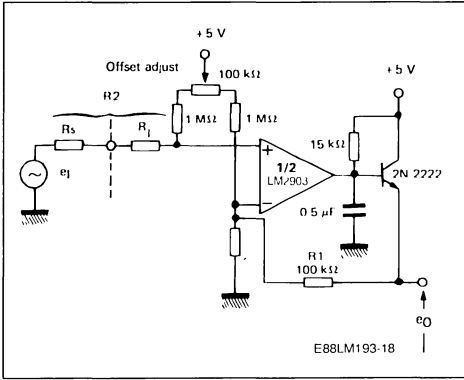 +5 V
Offset adjust
100 kΩ
+5 V
R2
Rs
Ri
1 MΩ
1 MΩ
15 kΩ
+
1/2
LM2903
2N 2222
ei
−
0.5 µF
R1
100 kΩ
eO
E88LM193-18